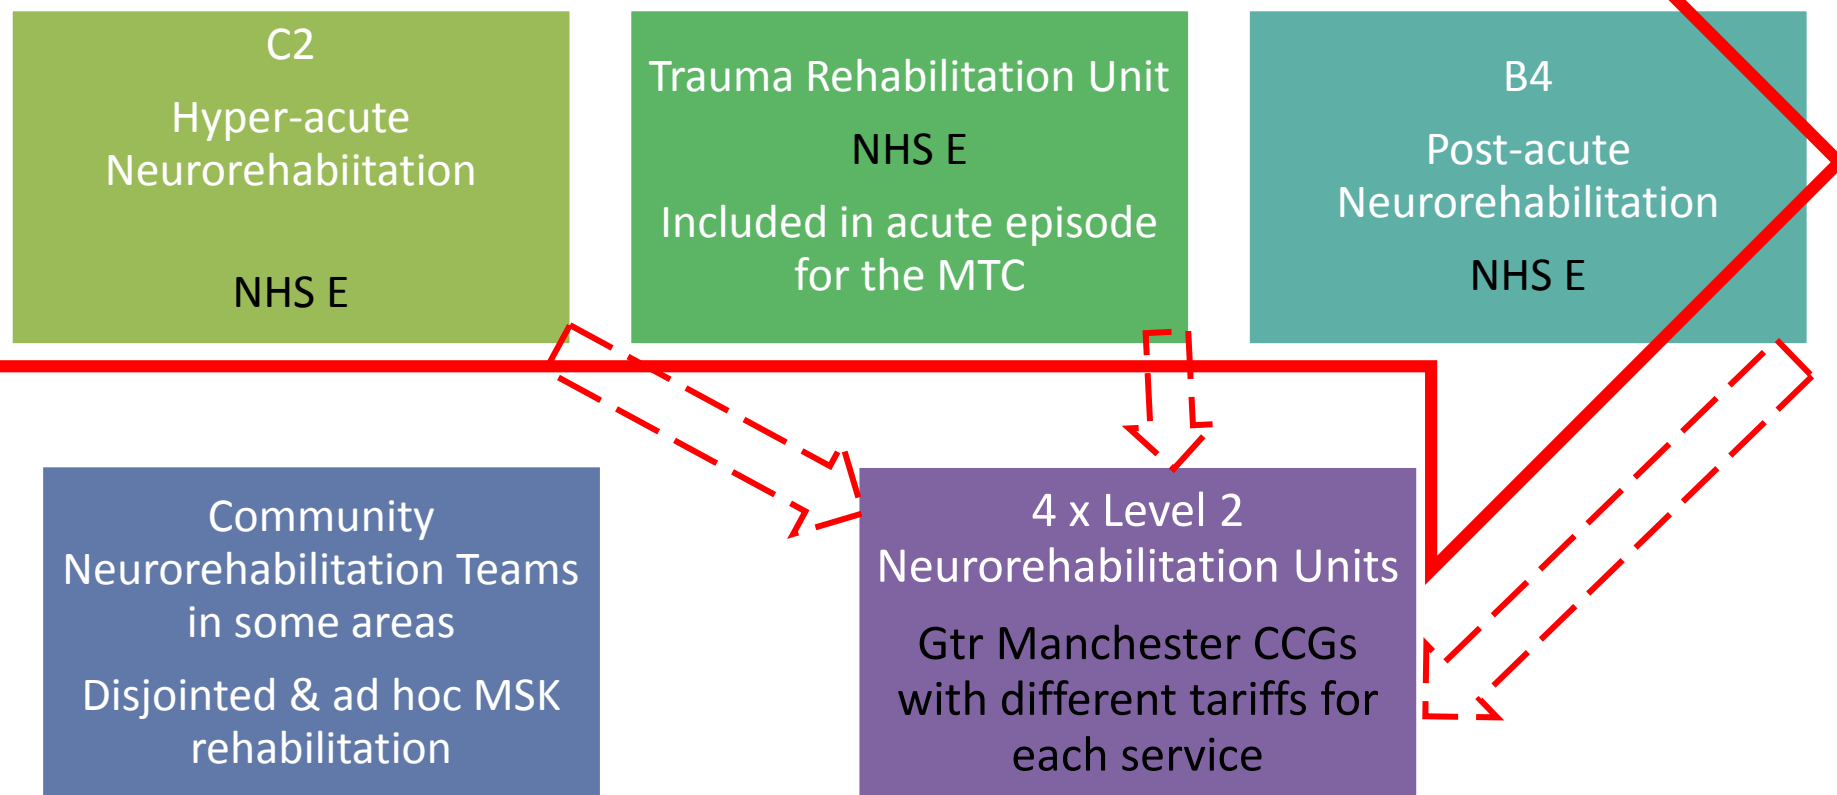 C2
Hyper-acute
Neurorehabiitation
NHS E
Trauma Rehabilitation Unit
NHS E
Included in acute episode
for the MTC
B4
Post-acute
Neurorehabilitation
NHS E
Community
Neurorehabilitation Teams
in some areas
Disjointed & ad hoc MSK
rehabilitation
4 x Level 2
Neurorehabilitation Units
Gtr Manchester CCGs
with different tariffs for
each service